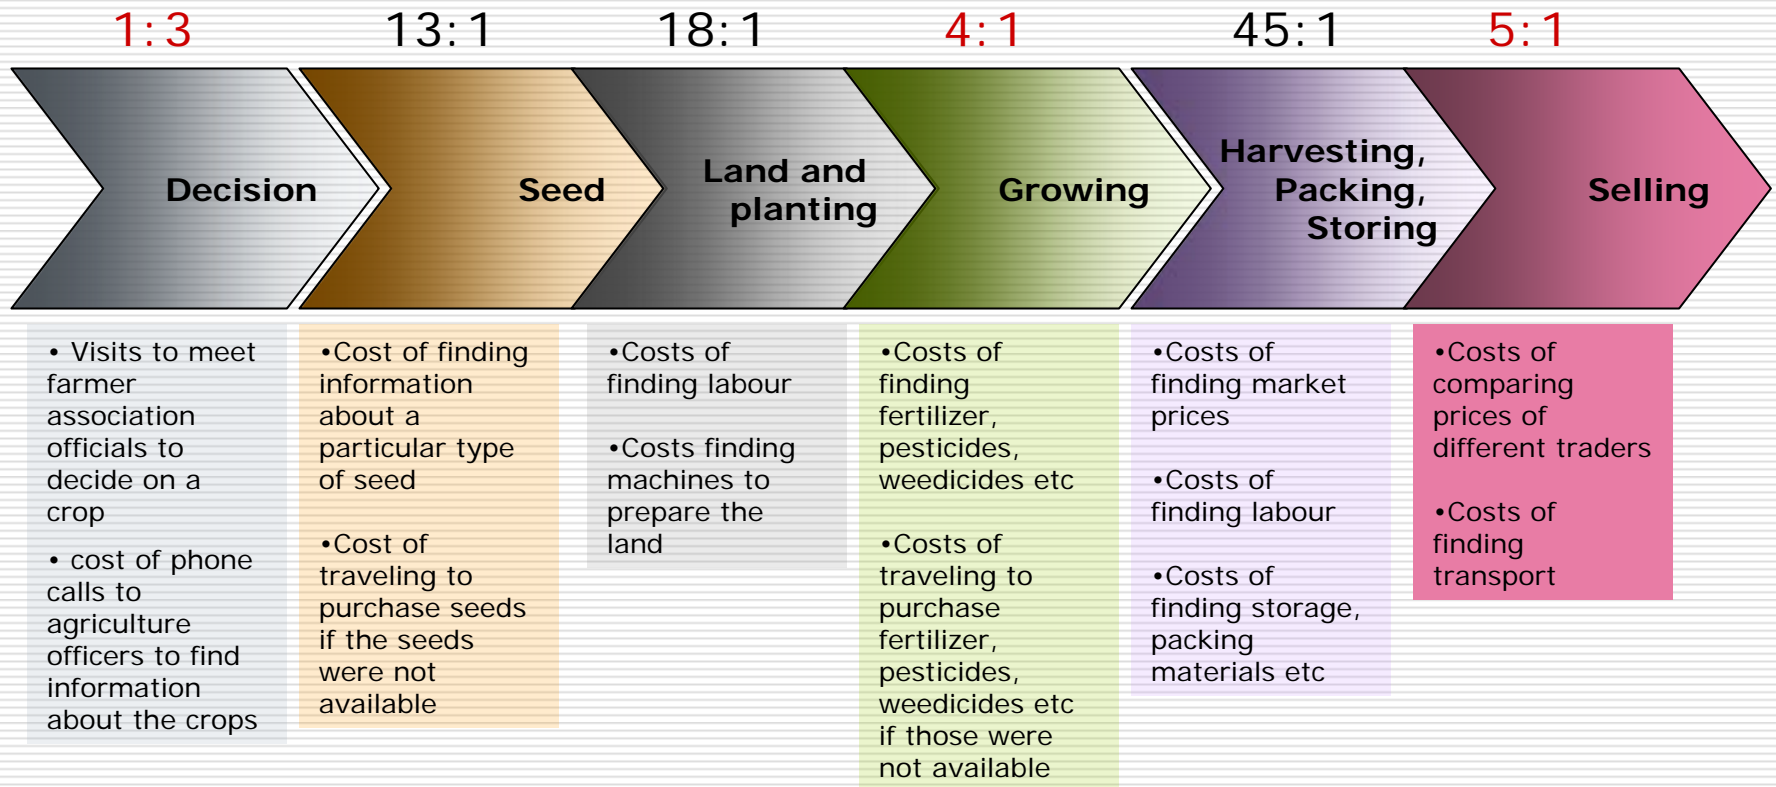 1:3
13:1
18:1
4:1
45:1
5:1
Decision
Seed
Land and
planting
Growing
Harvesting,
Packing,
Storing
Selling
• Visits to meet
farmer
association
officials to
decide on a
crop
• cost of phone
calls to
agriculture
officers to find
information
about the crops
•Cost of finding
information
about a
particular type
of seed
•Cost of
traveling to
purchase seeds
if the seeds
were not
available
•Costs of
finding labour
•Costs finding
machines to
prepare the
land
•Costs of
finding
fertilizer,
pesticides,
weedicides etc
•Costs of
traveling to
purchase
fertilizer,
pesticides,
weedicides etc
if those were
not available
•Costs of
finding market
prices
•Costs of
finding labour
•Costs of
finding storage,
packing
materials etc
•Costs of
comparing
prices of
different traders
•Costs of
finding
transport